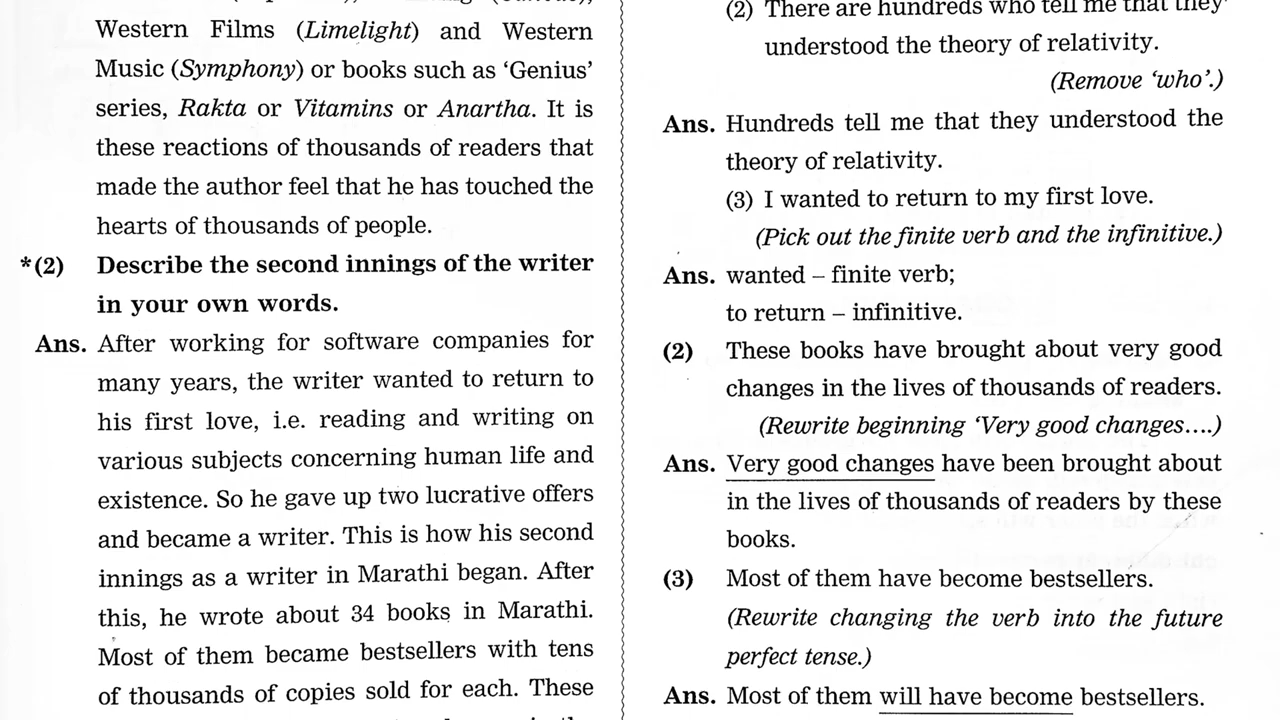 Western Films (Limelight) and Western
Music (Symphony) or books such as ‘Genius’
series, Rakta or Vitamins or Anartha. It is
these reactions of thousands of readers that
made the author feel that he has touched the
hearts of thousands of people.
*(2) Describe the second innings of the writer
in your own words.
Ans. After working for software companies for
many years, the writer wanted to return to
his first love, i.e. reading and writing on
various subjects concerning human life and
existence. So he gave up two lucrative offers
and became a writer. This is how his second
innings as a writer in Marathi began. After
this, he wrote about 34 books in Marathi.
Most of them became bestsellers with tens
of thousands of copies sold for each. These
(2) There are hundreds who tell me that they
understood the theory of relativity.
(Remove ‘who’.)
Ans. Hundreds tell me that they understood the
theory of relativity.
(3) I wanted to return to my first love.
(Pick out the finite verb and the infinitive.)
Ans. wanted – finite verb;
to return – infinitive.
(2) These books have brought about very good
changes in the lives of thousands of readers.
(Rewrite beginning ‘Very good changes....)
Ans. Very good changes have been brought about
in the lives of thousands of readers by these
books.
(3) Most of them have become bestsellers.
(Rewrite changing the verb into the future
perfect tense.)
Ans. Most of them will have become bestsellers.